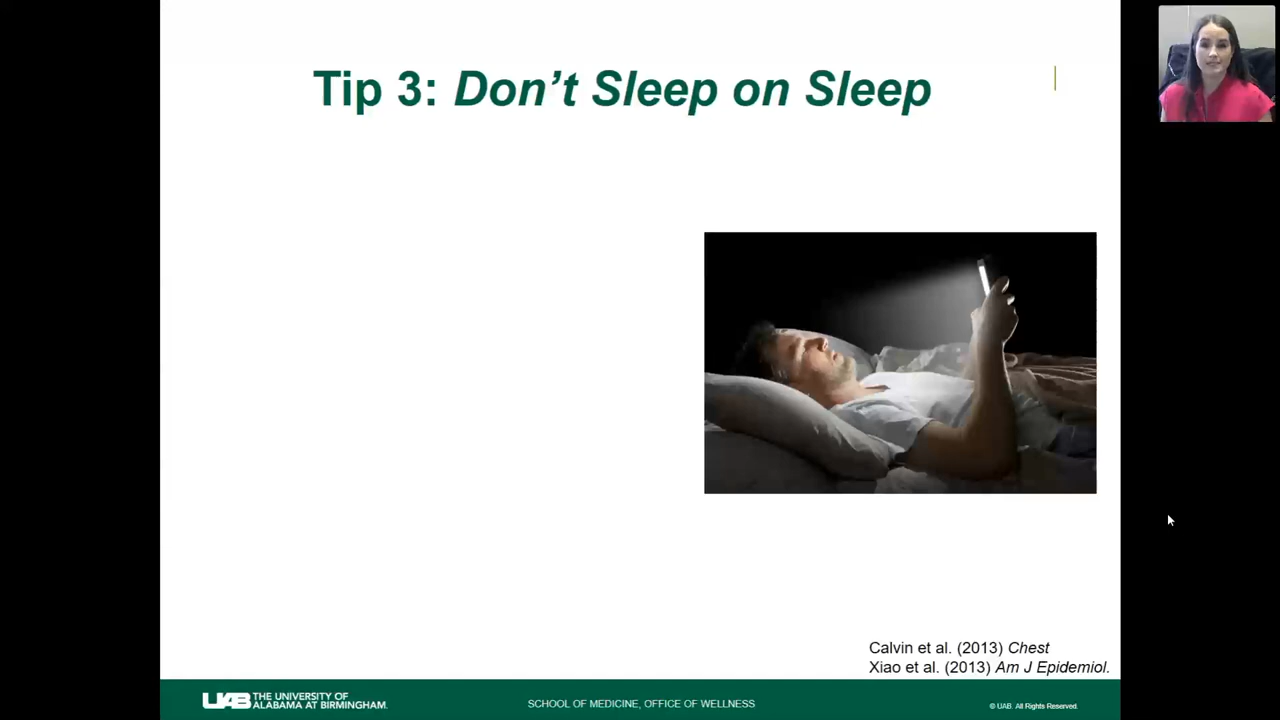 Tip 3: Don't Sleep on Sleep
Calvin et al. (2013) Chest
Xiao et al. (2013) Am J Epidemiol.
UAB THE UNIVERSITY OF
ALABAMA AT BIRMINGHAM.
SCHOOL OF MEDICINE, OFFICE OF WELLNESS
© UAB. All Rights Reserved.